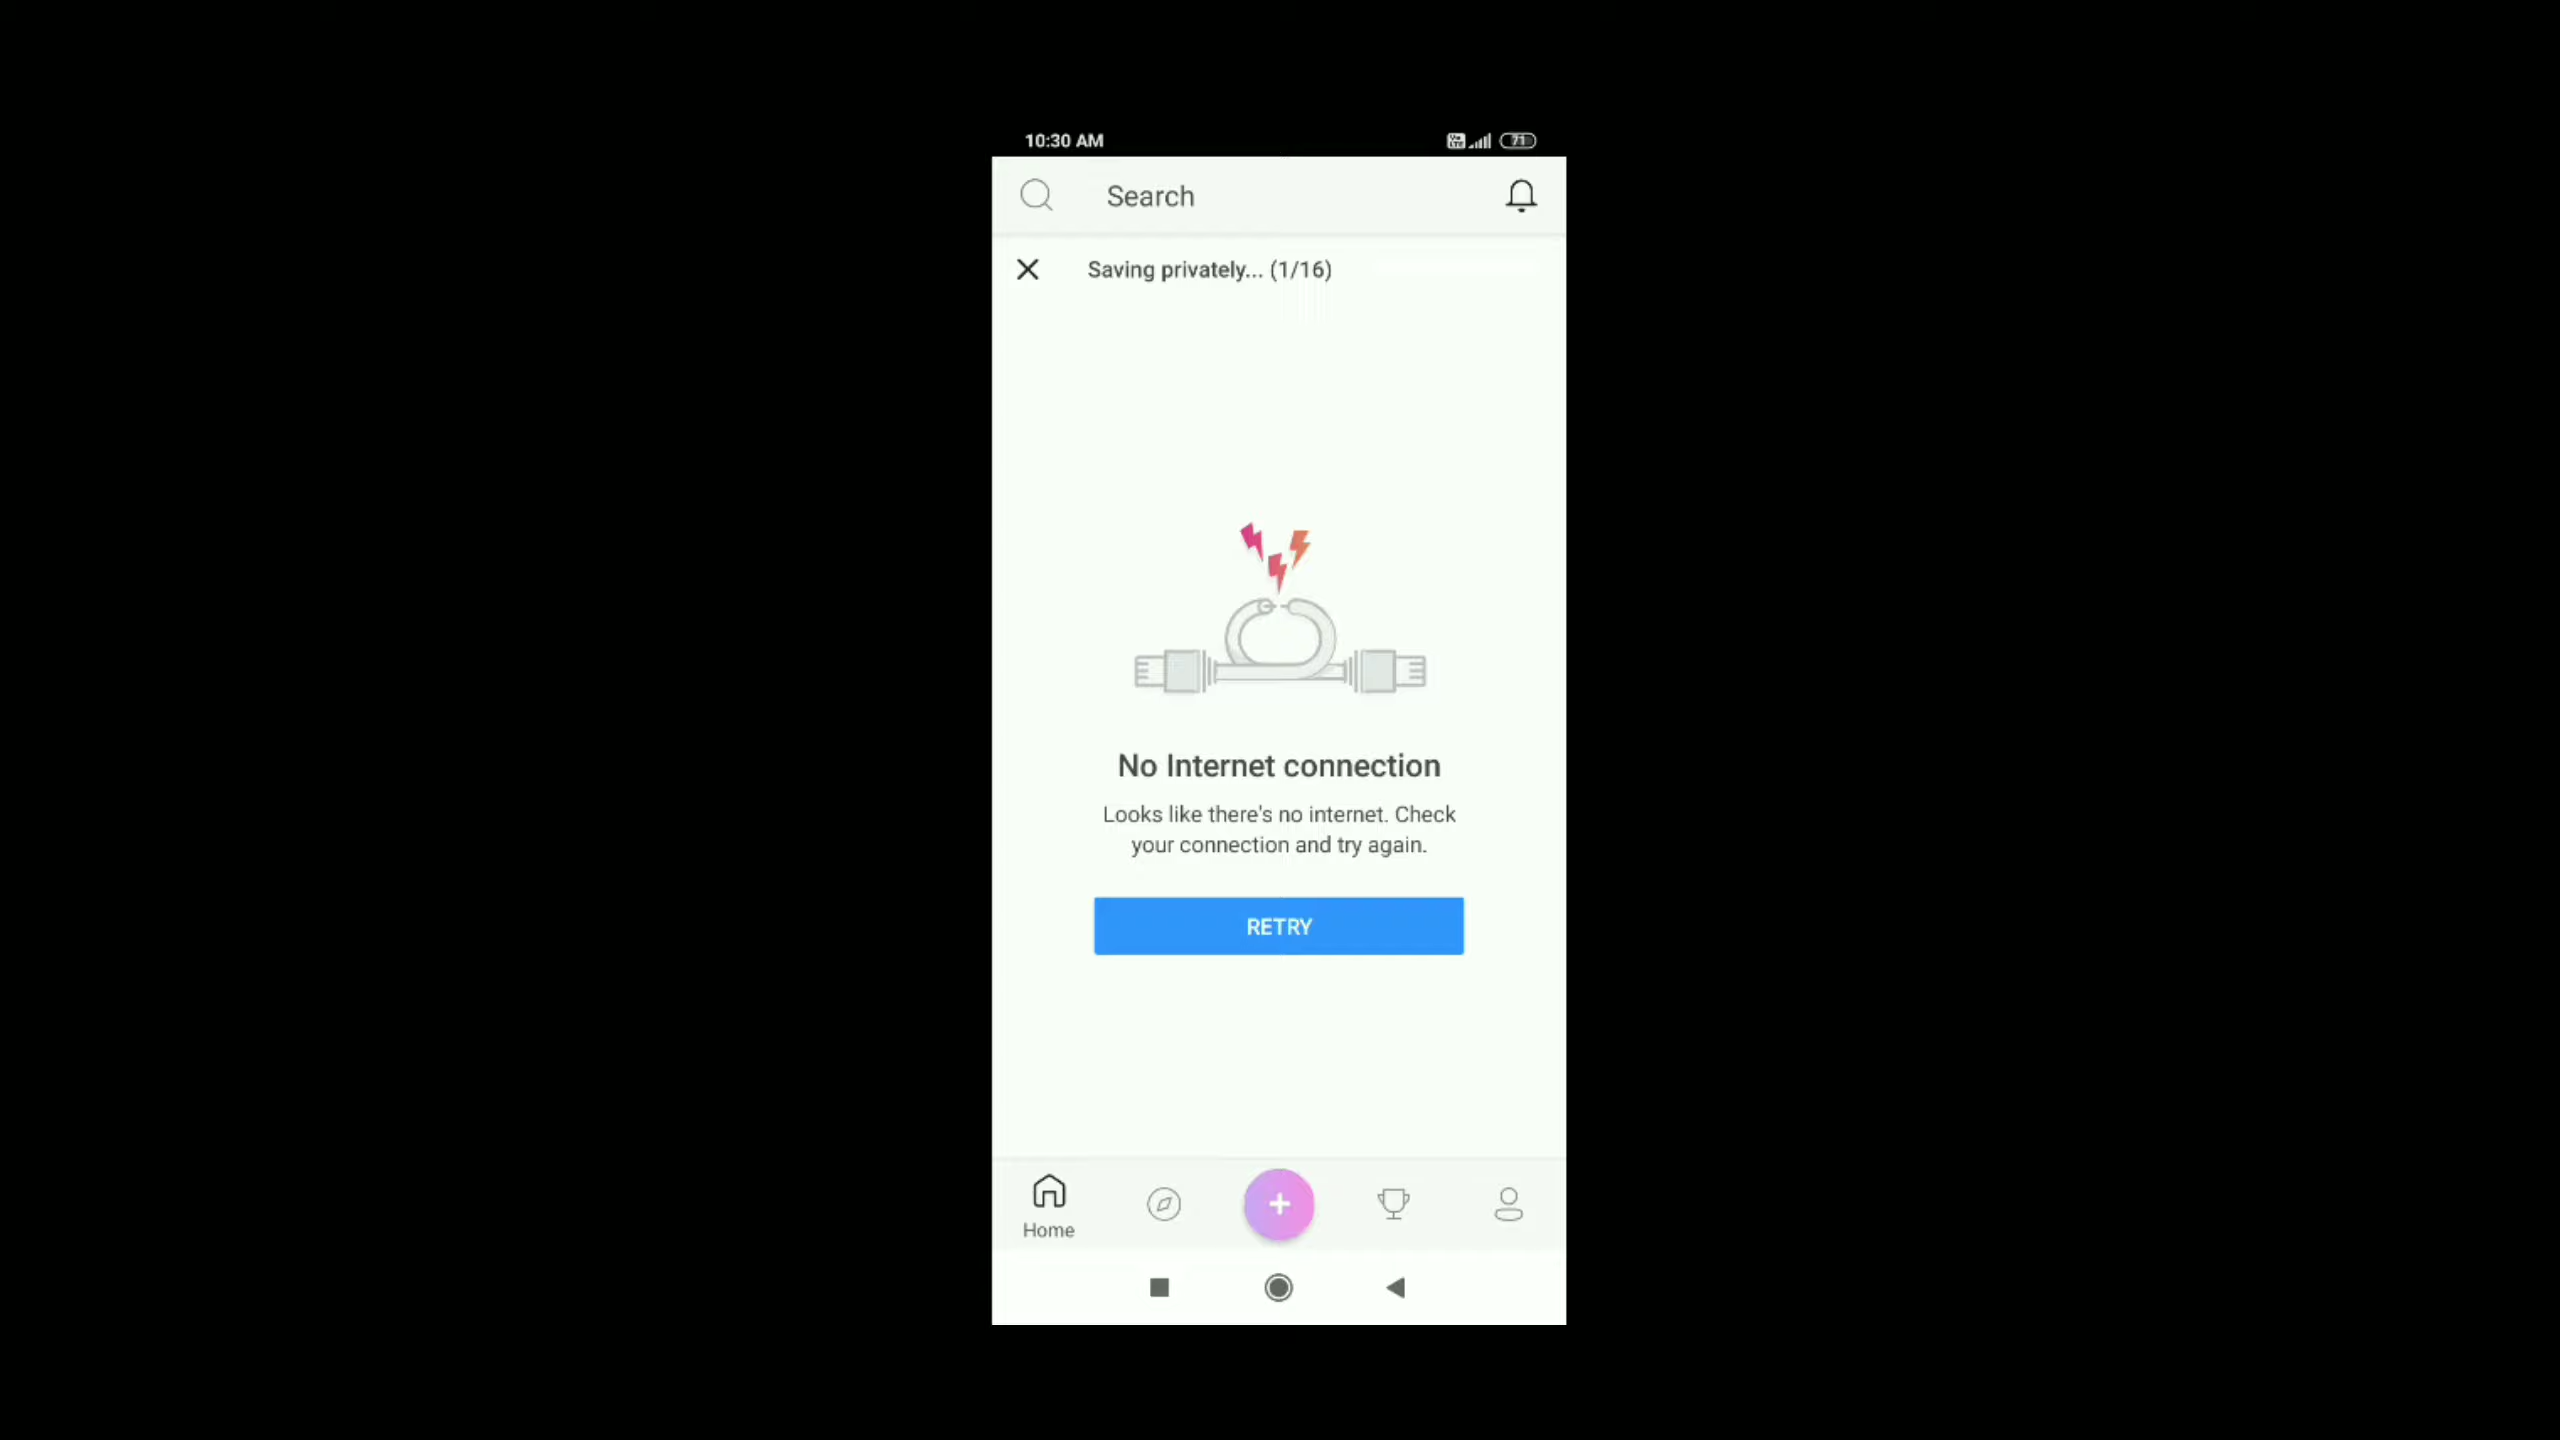 10:30 AM
71
Search
Saving privately... (1/16)
No Internet connection
Looks like there's no internet. Check
your connection and try again.
RETRY
Home